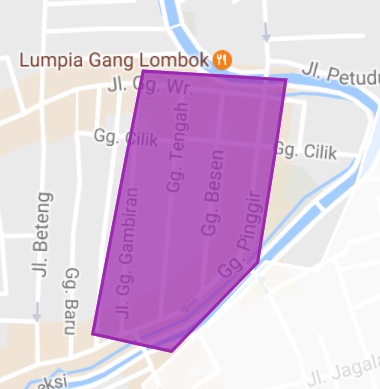 Lumpia Gang Lombok
Jl. Gg. Wr.
Jl. Petudu
Gg. Cilik
Gg. Cilik
Gg. Tengah
Gg. Besen
Gg. Pinggir
Jl. Gg. Gambiran
Jl. Beteng
Gg. Baru
eksi
Jl. Jagala